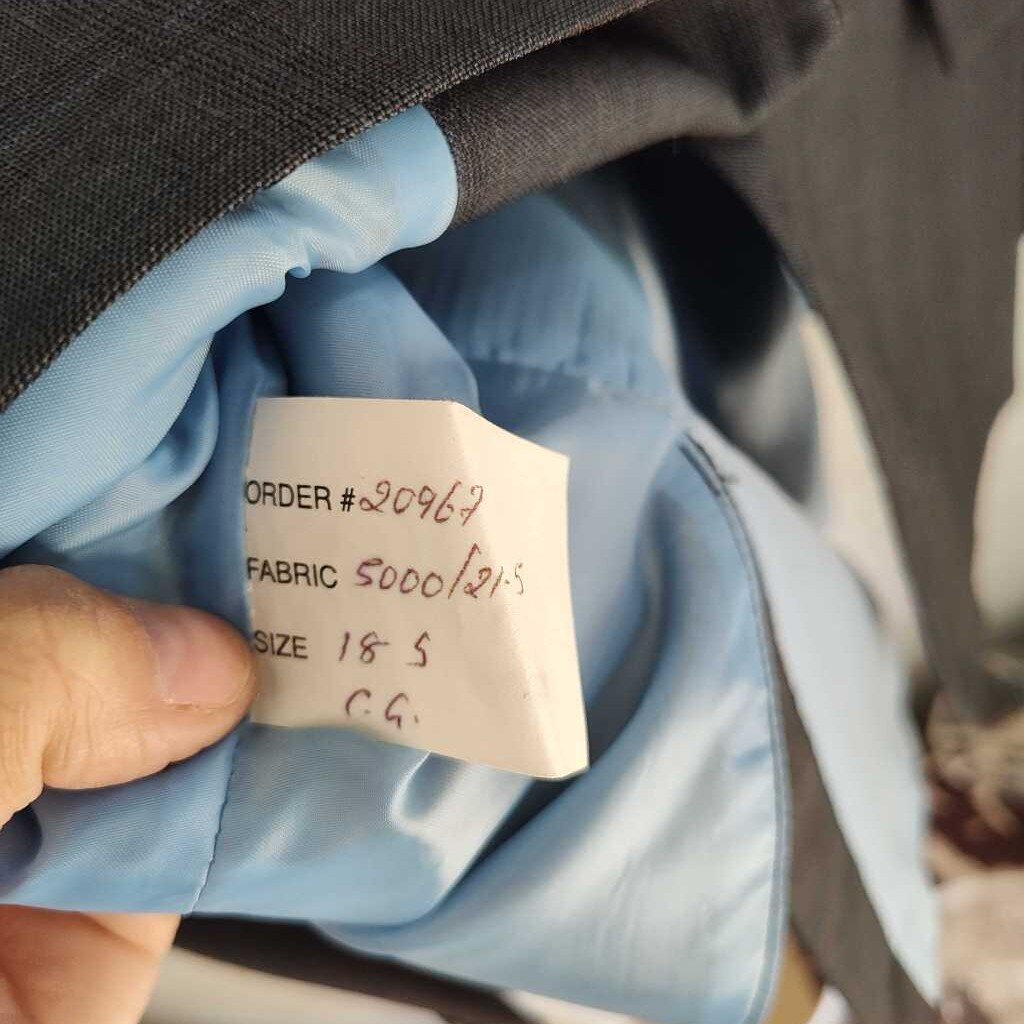 ORDER # 20967
FABRIC 5000/21-5
SIZE 18 S
C.G.